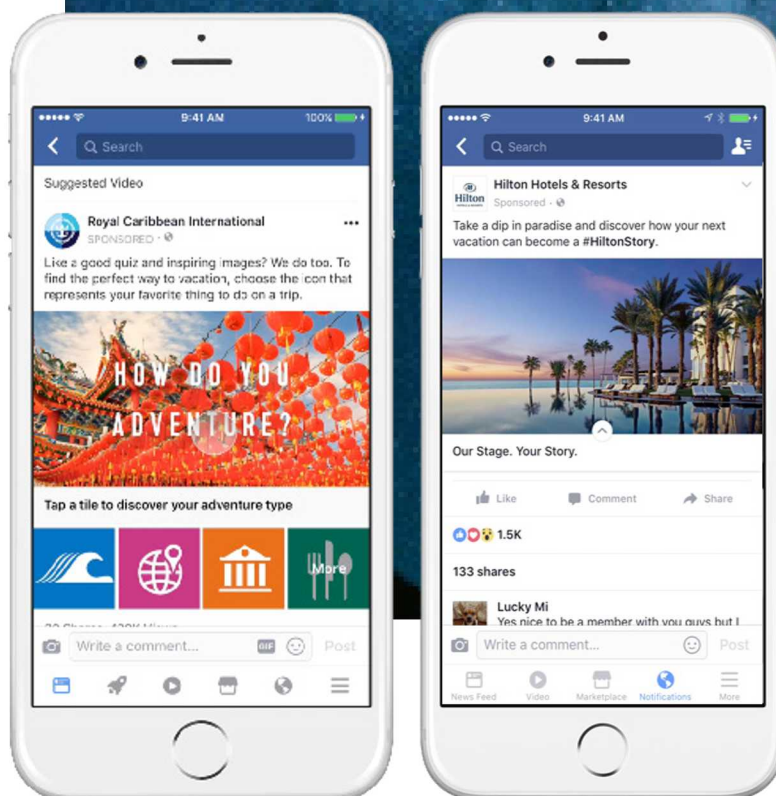 9:41 AM
100%
Search
Suggested Video
Royal Caribbean International
SPONSORED ·
Like a good quiz and inspiring images? We do too. To
find the perfect way to vacation, choose the icon that
represents your favorite thing to do on a trip.
HOW DO YOU
ADVENTURE?
Tap a tile to discover your adventure type
More
Shares
Views
Write a comment...
GIF
Post
9:41 AM
Search
Hilton
Hilton Hotels & Resorts
Sponsored ·
Take a dip in paradise and discover how your next
vacation can become a #HiltonStory.
Our Stage. Your Story.
Like
Comment
Share
1.5K
133 shares
Lucky Mi
Yes nice to be a member with you guys but I
Write a comment...
Post
News Feed
Video
Marketplace
Notifications
More